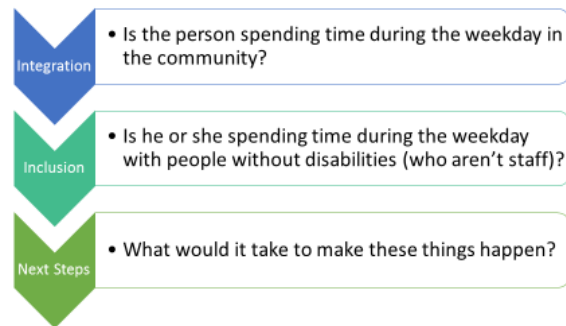 Integration
• Is the person spending time during the weekday in
the community?
Inclusion
• Is he or she spending time during the weekday
with people without disabilities (who aren't staff)?
Next Steps
• What would it take to make these things happen?